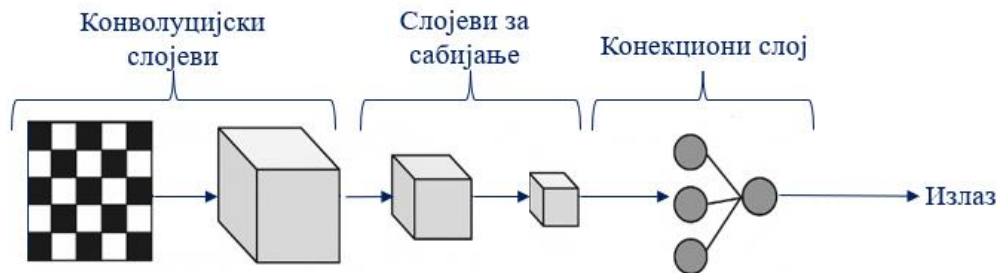 Конволуцијски
слојеви
Слојеви за
сабијање
Конекциони слој
Излаз